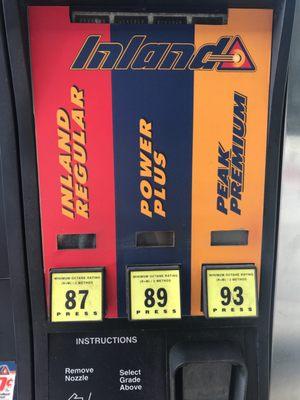 Inland
INLAND
REGULAR
POWER
PLUS
PEAK
PREMIUM
MINIMUM OCTANE RATING
(R+M) / 2 METHOD
87
PRESS
MINIMUM OCTANE RATING
(R+M) / 2 METHOD
89
PRESS
MINIMUM OCTANE RATING
(R+M) / 2 METHOD
93
PRESS
INSTRUCTIONS
Remove
Nozzle
Select
Grade
Above